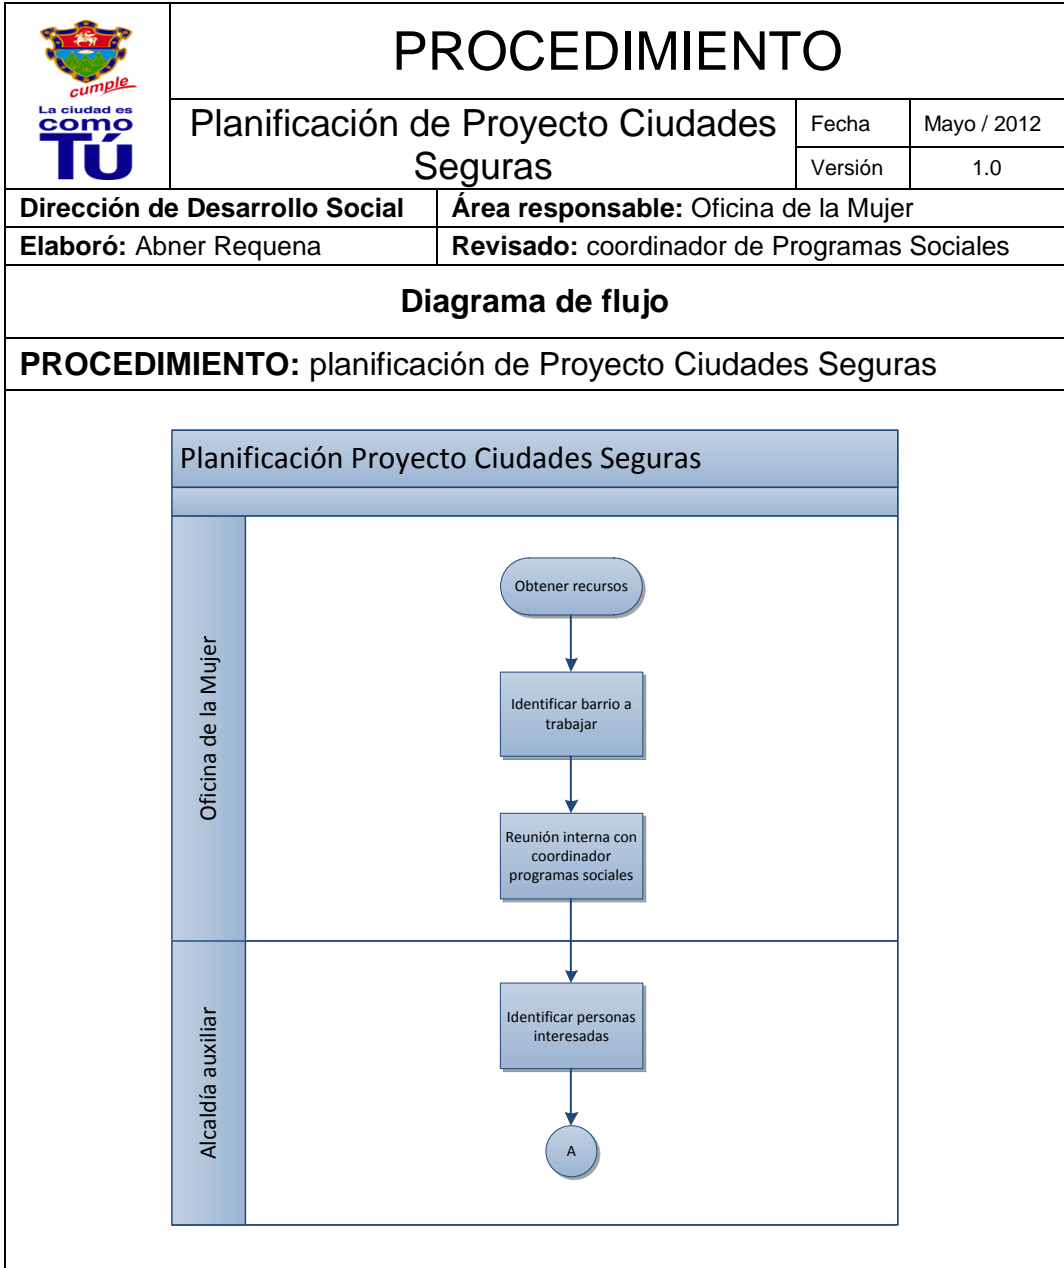 cumple
La ciudad es
como
TÚ
PROCEDIMIENTO
Planificación de Proyecto Ciudades
Seguras
Fecha
Mayo / 2012
Versión
1.0
Dirección de Desarrollo Social
Área responsable: Oficina de la Mujer
Elaboró: Abner Requena
Revisado: coordinador de Programas Sociales
Diagrama de flujo
PROCEDIMIENTO: planificación de Proyecto Ciudades Seguras
Planificación Proyecto Ciudades Seguras
Oficina de la Mujer
Obtener recursos
Identificar barrio a
trabajar
Reunión interna con
coordinador
programas sociales
Alcaldía auxiliar
Identificar personas
interesadas
A